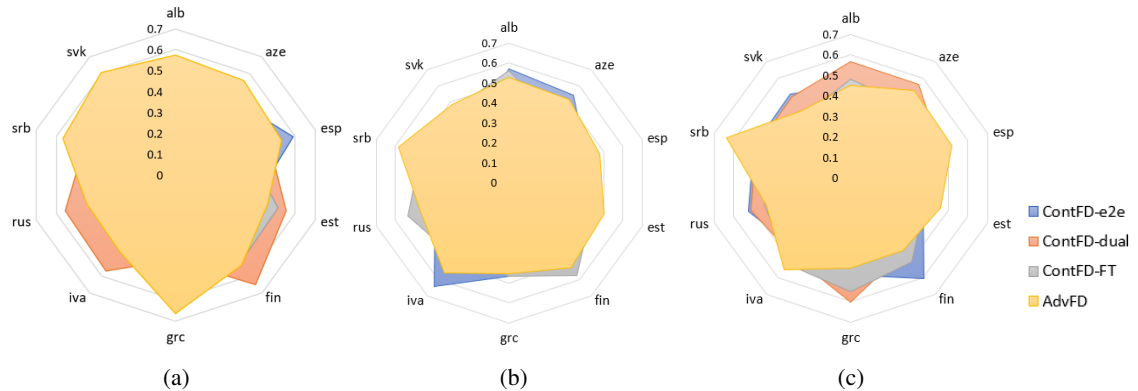 alb
aze
esp
est
fin
grc
iva
rus
srb
svk
0.7
0.6
0.5
0.4
0.3
0.2
0.1
0
(a)
alb
aze
esp
est
fin
grc
iva
rus
srb
svk
0.7
0.6
0.5
0.4
0.3
0.2
0.1
0
(b)
alb
aze
esp
est
fin
grc
iva
rus
srb
svk
0.7
0.6
0.5
0.4
0.3
0.2
0.1
0
(c)
ContFD-e2e
ContFD-dual
ContFD-FT
AdvFD